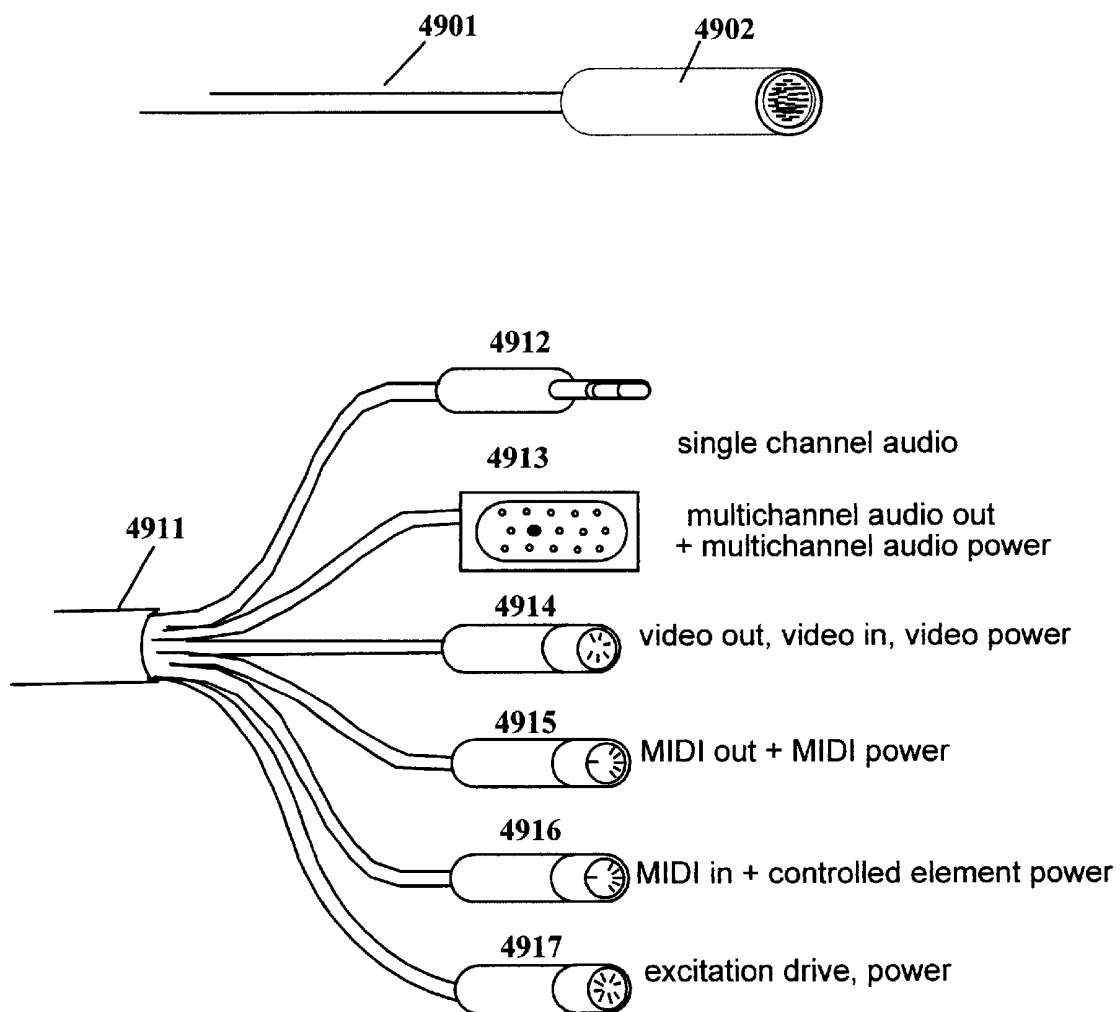 4901
4902
4912
single channel audio
4913
multichannel audio out
+ multichannel audio power
4911
4914
video out, video in, video power
4915
MIDI out + MIDI power
4916
MIDI in + controlled element power
4917
excitation drive, power